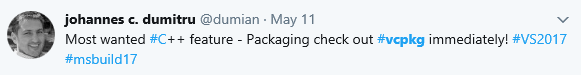 johannes c. dumitru @dumian · May 11
Most wanted #C++ feature - Packaging check out #vcpkg immediately! #VS2017
#msbuild17